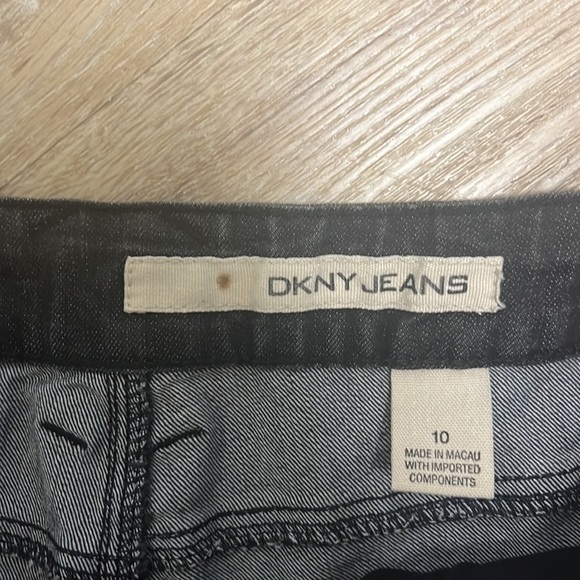 DKNY JEANS
10
MADE IN MACAU
WITH IMPORTED
COMPONENTS